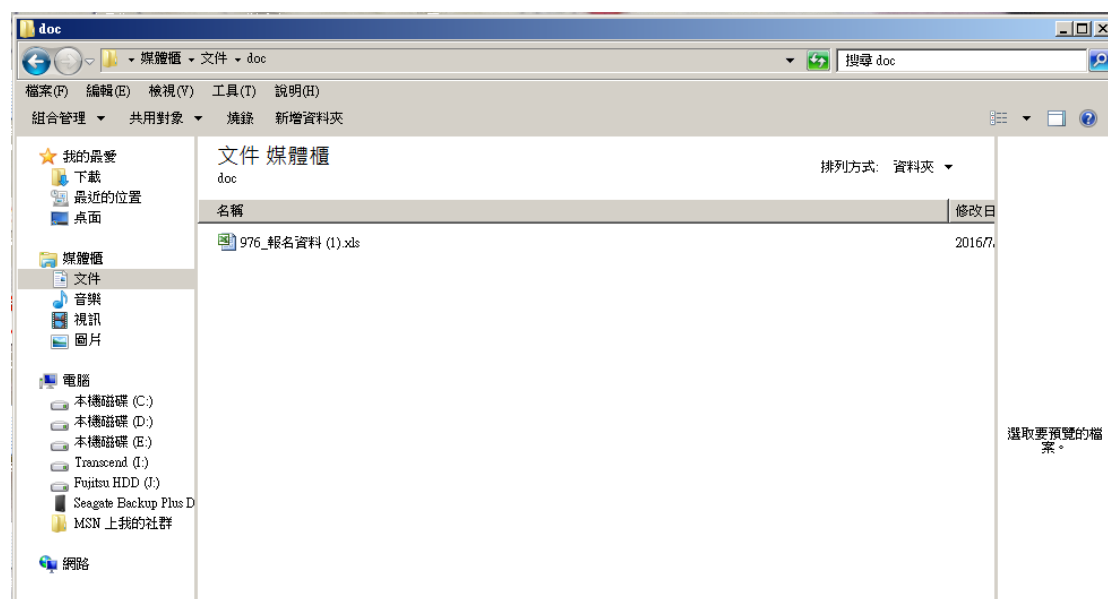 doc
媒體櫃 文件 doc
搜尋 doc
檔案(F) 編輯(E) 檢視(V) 工具(T) 說明(H)
組合管理 共用對象 燒錄 新增資料夾
我的最愛
下載
最近的位置
桌面
媒體櫃
文件
音樂
視訊
圖片
電腦
本機磁碟 (C:)
本機磁碟 (D:)
本機磁碟 (E:)
Transcend (I:)
Fujitsu HDD (J:)
Seagate Backup Plus D
MSN 上我的社群
網路
文件 媒體櫃
doc
排列方式: 資料夾
名稱 修改日
976_報名資料 (1).xls 2016/7
選取要預覽的檔
案。